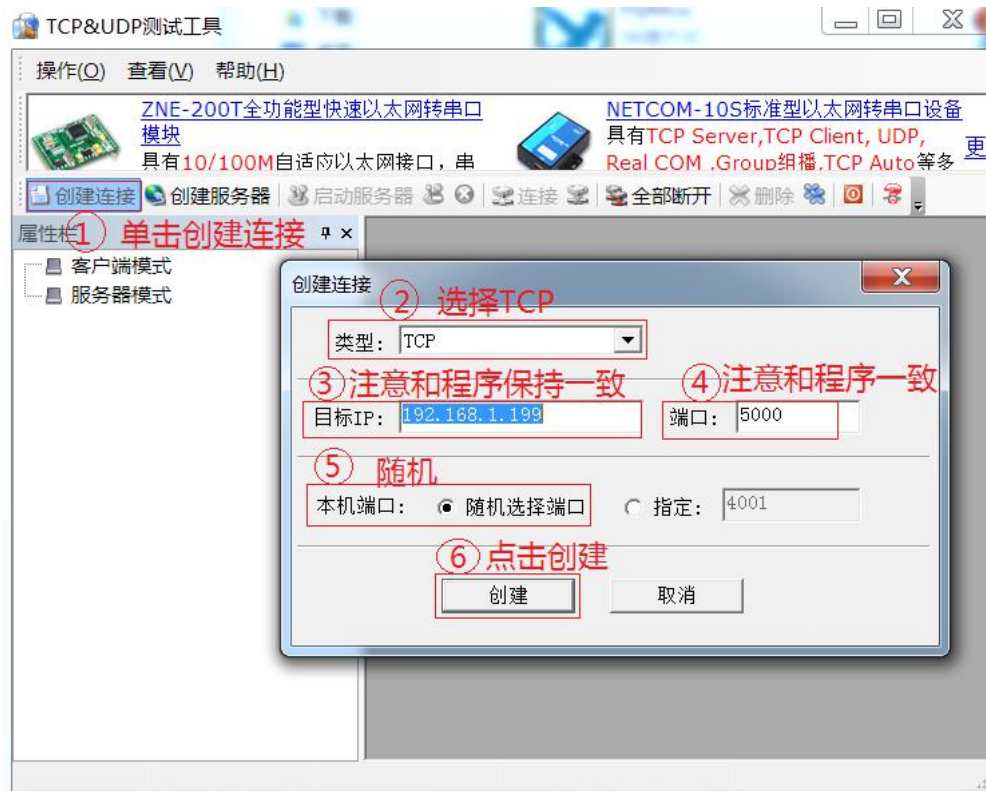 TCP&UDP测试工具
操作(O) 查看(V) 帮助(H)
ZNE-200T全功能型快速以太网转串口
模块
具有10/100M自适应以太网接口，串
NETCOM-10S标准型以太网转串口设备
具有TCP Server,TCP Client, UDP,
Real COM ,Group组播,TCP Auto等多
更
创建连接 创建服务器 启动服务器 连接 全部断开 删除
属性栏
① 单击创建连接
客户端模式
服务器模式
创建连接
② 选择TCP
类型: TCP
③注意和程序保持一致
④注意和程序一致
目标IP: 192.168.1.199 端口: 5000
⑤ 随机
本机端口: 随机选择端口 指定: 4001
⑥点击创建
创建 取消